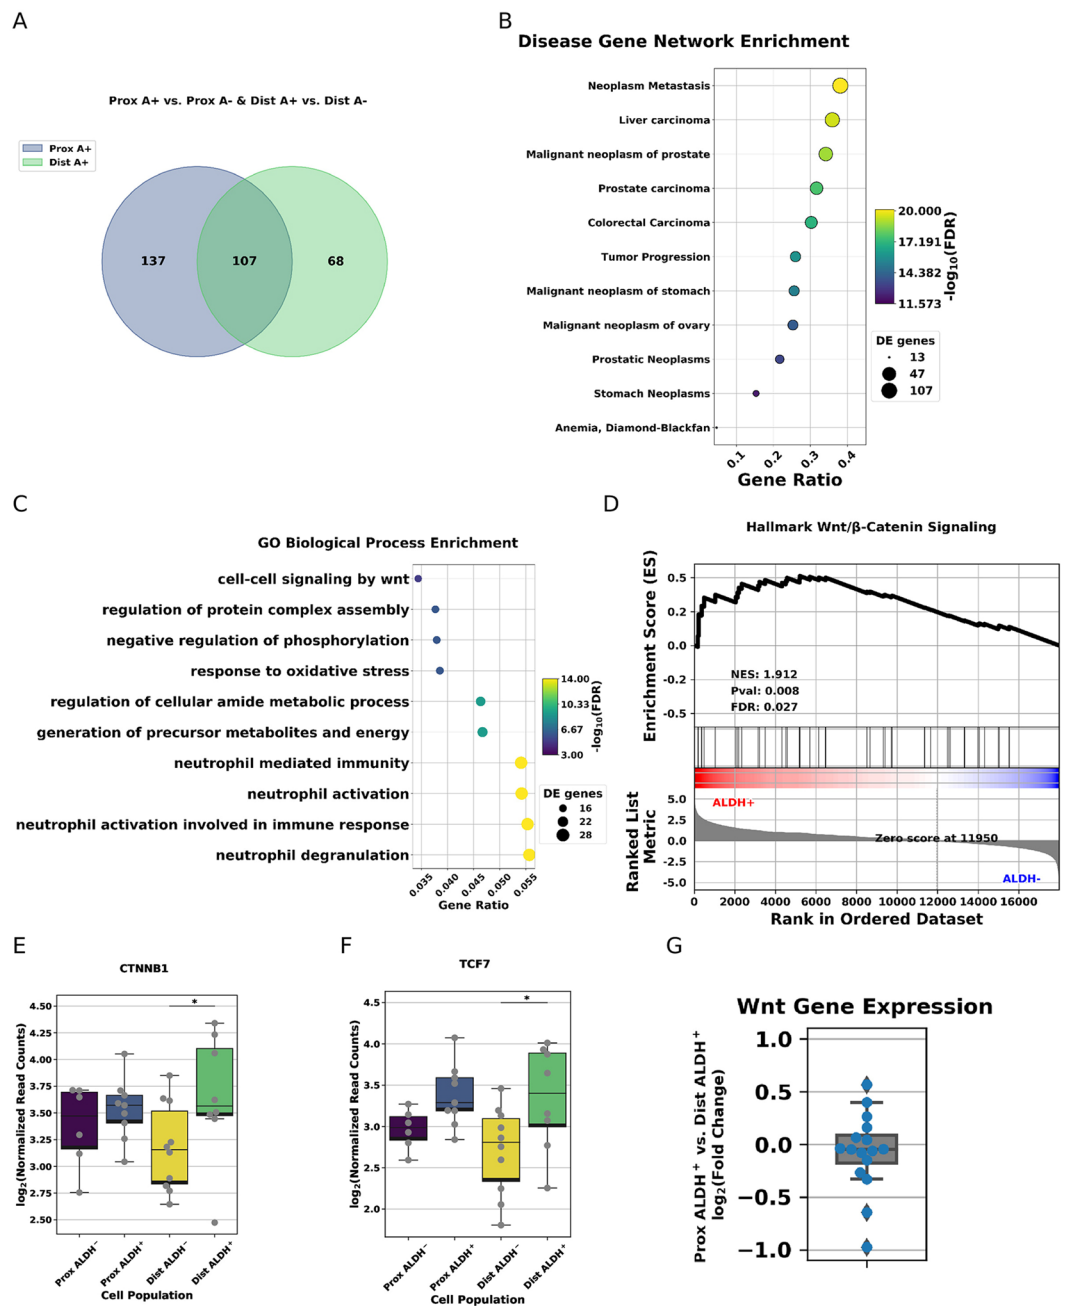 A
Prox A+ vs. Prox A- & Dist A+ vs. Dist A-
Prox A+
Dist A+
137
107
68
B
Disease Gene Network Enrichment
Neoplasm Metastasis
Liver carcinoma
Malignant neoplasm of prostate
Prostate carcinoma
Colorectal Carcinoma
Tumor Progression
Malignant neoplasm of stomach
Malignant neoplasm of ovary
Prostatic Neoplasms
Stomach Neoplasms
Anemia, Diamond-Blackfan
0.1 0.2 0.3 0.4
Gene Ratio
20.000
17.191
14.382
11.573
-log₁₀(FDR)
DE genes
13
47
107
C
GO Biological Process Enrichment
cell-cell signaling by wnt
regulation of protein complex assembly
negative regulation of phosphorylation
response to oxidative stress
regulation of cellular amide metabolic process
generation of precursor metabolites and energy
neutrophil mediated immunity
neutrophil activation
neutrophil activation involved in immune response
neutrophil degranulation
0.035 0.040 0.045 0.050 0.055
Gene Ratio
14.00
10.33
6.67
3.00
-log₁₀(FDR)
DE genes
16
22
28
D
Hallmark Wnt/β-Catenin Signaling
Enrichment Score (ES)
0.5
0.2
0.0
-0.2
-0.5
NES: 1.912
Pval: 0.008
FDR: 0.027
Ranked List
Metric
5.0
2.5
0.0
-2.5
-5.0
ALDH+
Zero score at 11950
ALDH-
0 2000 4000 6000 8000 10000 12000 14000 16000
Rank in Ordered Dataset
E
CTNNB1
log₂(Normalized Read Counts)
4.50
4.25
4.00
3.75
3.50
3.25
3.00
2.75
2.50
*
Prox ALDH⁻ Prox ALDH⁺ Dist ALDH⁻ Dist ALDH⁺
Cell Population
F
TCF7
log₂(Normalized Read Counts)
4.5
4.0
3.5
3.0
2.5
2.0
*
Prox ALDH⁻ Prox ALDH⁺ Dist ALDH⁻ Dist ALDH⁺
Cell Population
G
Wnt Gene Expression
Prox ALDH⁺ vs. Dist ALDH⁺
log₂(Fold Change)
1.0
0.5
0.0
−0.5
−1.0